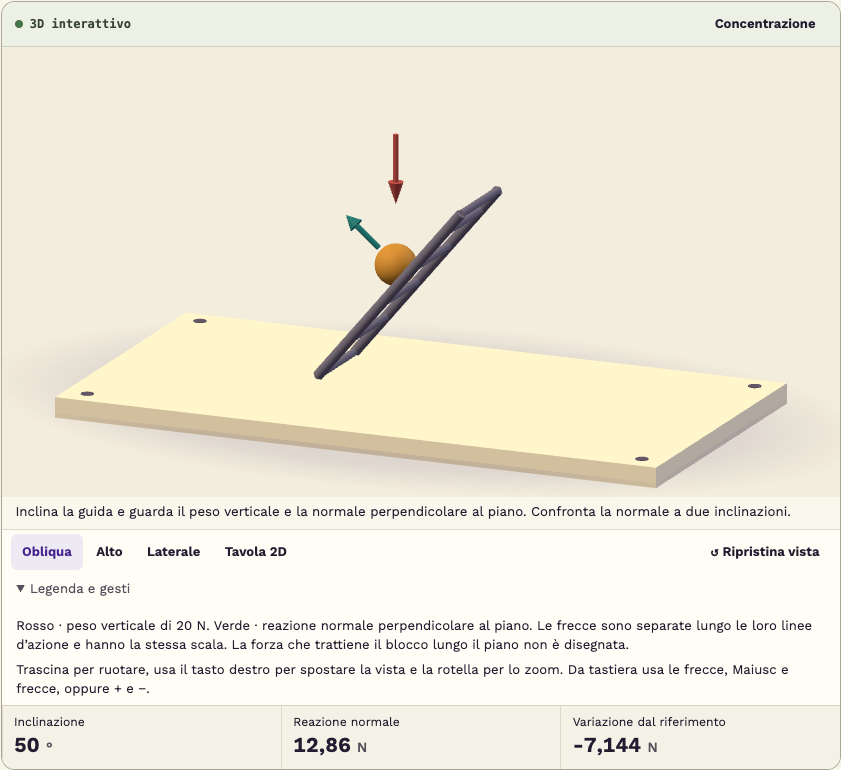 3D interattivo
Concentrazione
Inclina la guida e guarda il peso verticale e la normale perpendicolare al piano. Confronta la normale a due inclinazioni.
Obliqua
Alto
Laterale
Tavola 2D
↺ Ripristina vista
▼ Legenda e gesti
Rosso · peso verticale di 20 N. Verde · reazione normale perpendicolare al piano. Le frecce sono separate lungo le loro linee
d’azione e hanno la stessa scala. La forza che trattiene il blocco lungo il piano non è disegnata.
Trascina per ruotare, usa il tasto destro per spostare la vista e la rotella per lo zoom. Da tastiera usa le frecce, Maiusc e
frecce, oppure + e −.
Inclinazione
50 °
Reazione normale
12,86 N
Variazione dal riferimento
-7,144 N